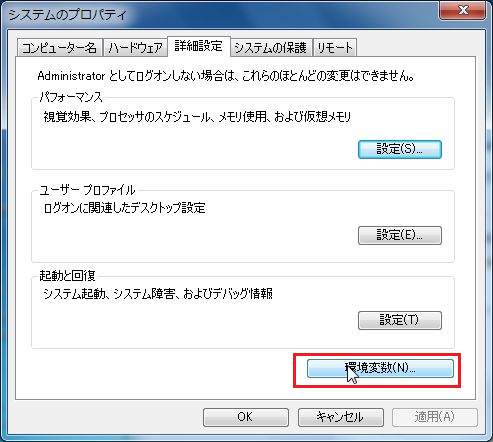 システムのプロパティ
コンピューター名 ハードウェア 詳細設定 システムの保護 リモート
Administrator としてログオンしない場合は、これらのほとんどの変更はできません。
パフォーマンス
視覚効果、プロセッサのスケジュール、メモリ使用、および仮想メモリ
設定(S)...
ユーザー プロファイル
ログオンに関連したデスクトップ設定
設定(E)...
起動と回復
システム起動、システム障害、およびデバッグ情報
設定(T)
環境変数(N)...
OK キャンセル 適用(A)